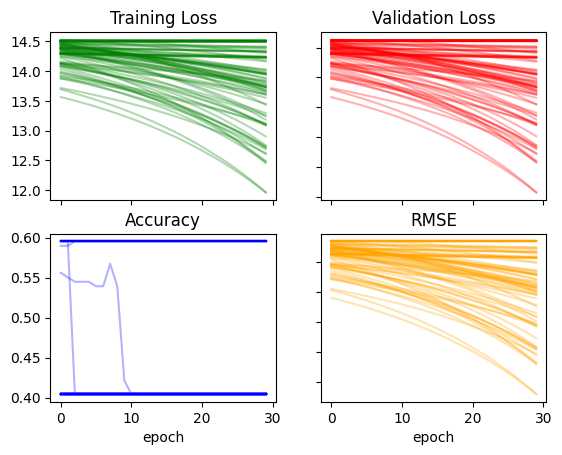 Training Loss
Validation Loss
14.5
14.0
13.5
13.0
12.5
12.0
Accuracy
RMSE
0.60
0.55
0.50
0.45
0.40
0 10 20 30
0 10 20 30
epoch
epoch